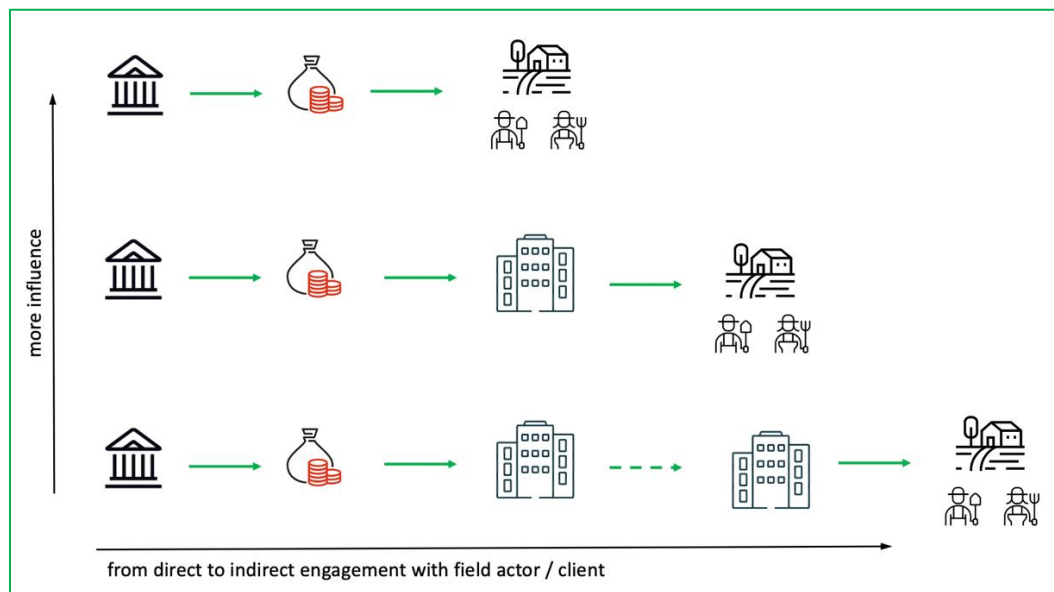 more influence
from direct to indirect engagement with field actor / client